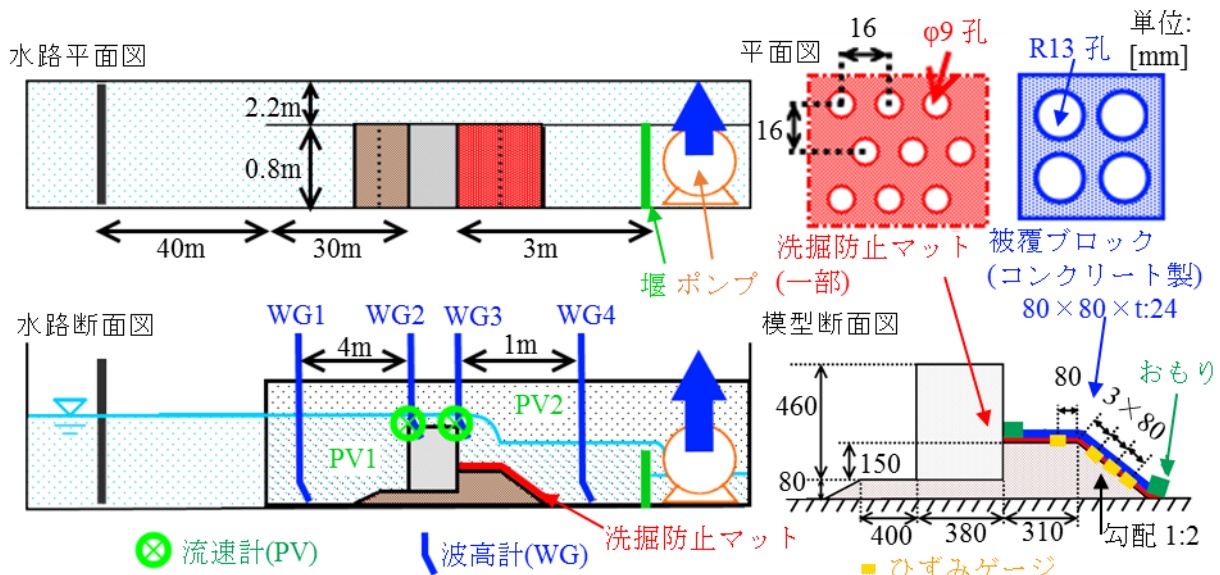 水路平面図
2.2m
0.8m
40m
30m
3m
堰
ポンプ
平面図
16
16
φ9 孔
R13 孔
単位:
[mm]
洗掘防止マット
(一部)
被覆ブロック
(コンクリート製)
80×80×t:24
水路断面図
WG1
WG2
WG3
WG4
4m
1m
PV1
PV2
流速計(PV)
波高計(WG)
洗掘防止マット
模型断面図
460
80
150
400
380
310
80
3×80
おもり
勾配 1:2
ひずみゲージ